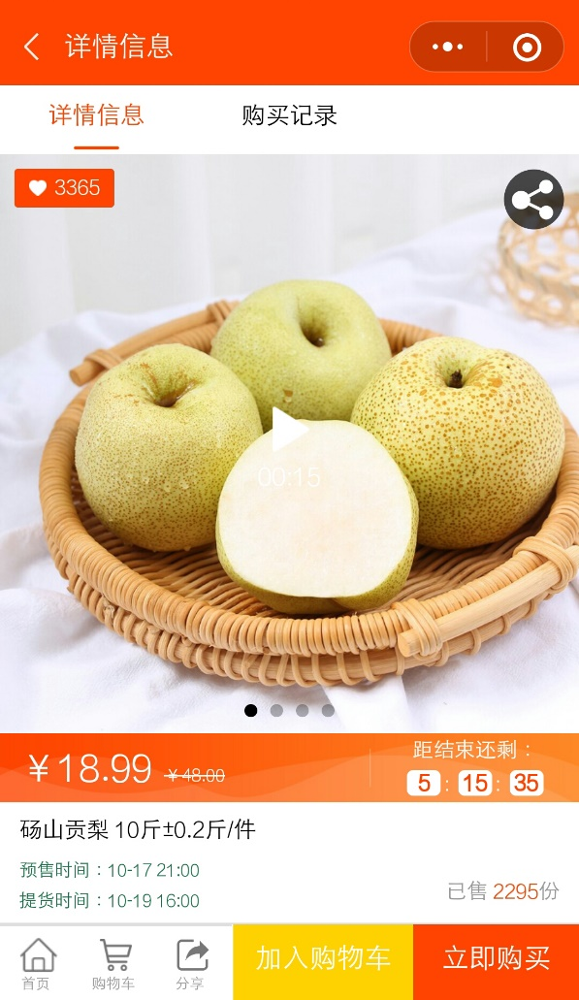 详情信息
详情信息 购买记录
3365
00:15
¥18.99 ¥48.00
距结束还剩：
5 : 15 : 35
砀山贡梨 10斤±0.2斤/件
预售时间：10-17 21:00
提货时间：10-19 16:00
已售 2295份
首页 购物车 分享 加入购物车 立即购买